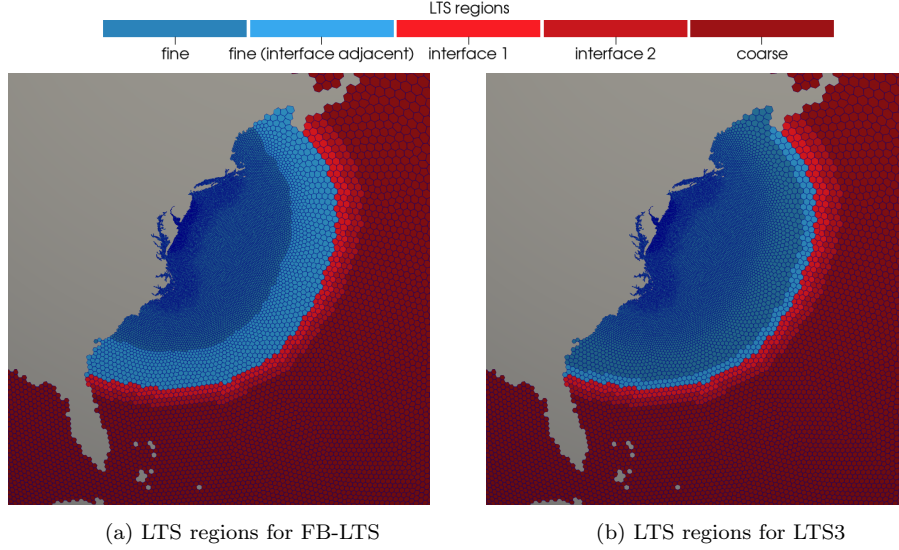 LTS regions
fine fine (interface adjacent) interface 1 interface 2 coarse
(a) LTS regions for FB-LTS (b) LTS regions for LTS3